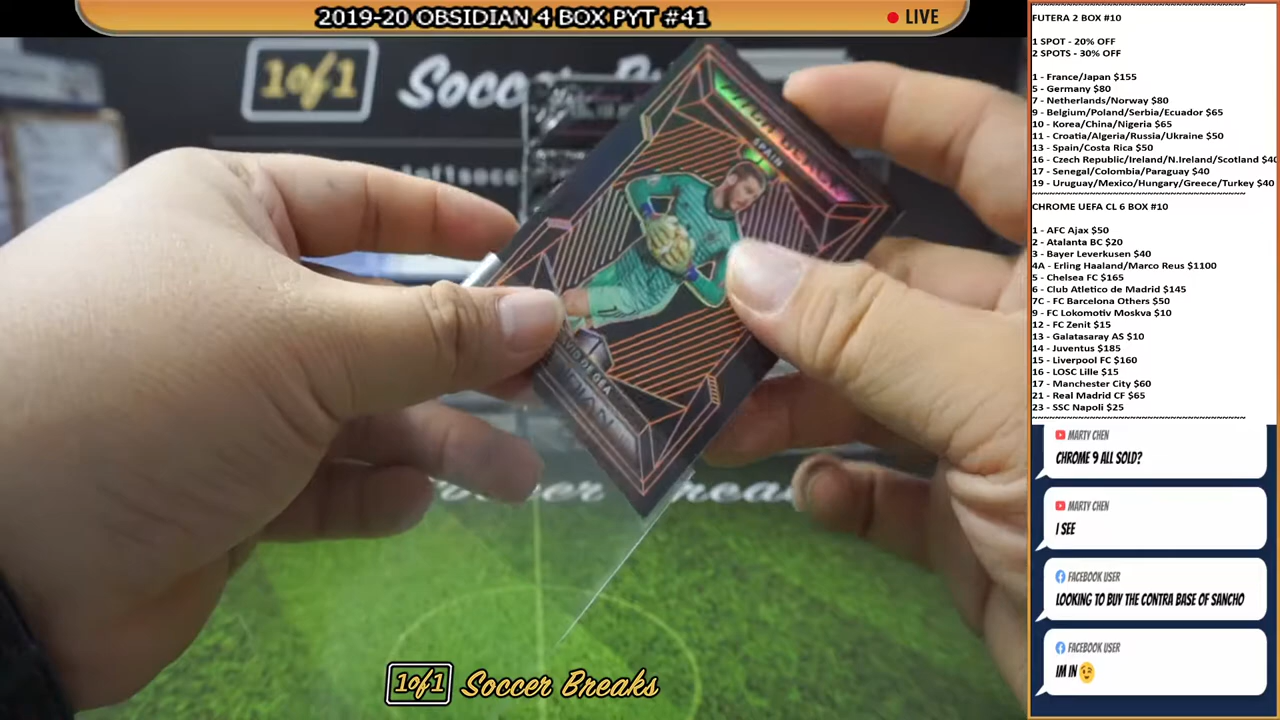 2019-20 OBSIDIAN 4 BOX PYT #41
LIVE
1of1
Soccer
SPAIN
DE GEA
1of1 Soccer Breaks
FUTERA 2 BOX #10
1 SPOT - 20% OFF
2 SPOTS - 30% OFF
1 - France/Japan $155
5 - Germany $80
7 - Netherlands/Norway $80
9 - Belgium/Poland/Serbia/Ecuador $65
10 - Korea/China/Nigeria $65
11 - Croatia/Algeria/Russia/Ukraine $50
13 - Spain/Costa Rica $50
16 - Czech Republic/Ireland/N.Ireland/Scotland $40
17 - Senegal/Colombia/Paraguay $40
19 - Uruguay/Mexico/Hungary/Greece/Turkey $40
CHROME UEFA CL 6 BOX #10
1 - AFC Ajax $50
2 - Atalanta BC $20
3 - Bayer Leverkusen $40
4A - Erling Haaland/Marco Reus $1100
5 - Chelsea FC $165
6 - Club Atletico de Madrid $145
7C - FC Barcelona Others $50
9 - FC Lokomotiv Moskva $10
12 - FC Zenit $15
13 - Galatasaray AS $10
14 - Juventus $185
15 - Liverpool FC $160
16 - LOSC Lille $15
17 - Manchester City $60
21 - Real Madrid CF $65
23 - SSC Napoli $25
MARTY CHEN
CHROME 9 ALL SOLD?
MARTY CHEN
I SEE
FACEBOOK USER
LOOKING TO BUY THE CONTRA BASE OF SANCHO
FACEBOOK USER
IM IN 😉